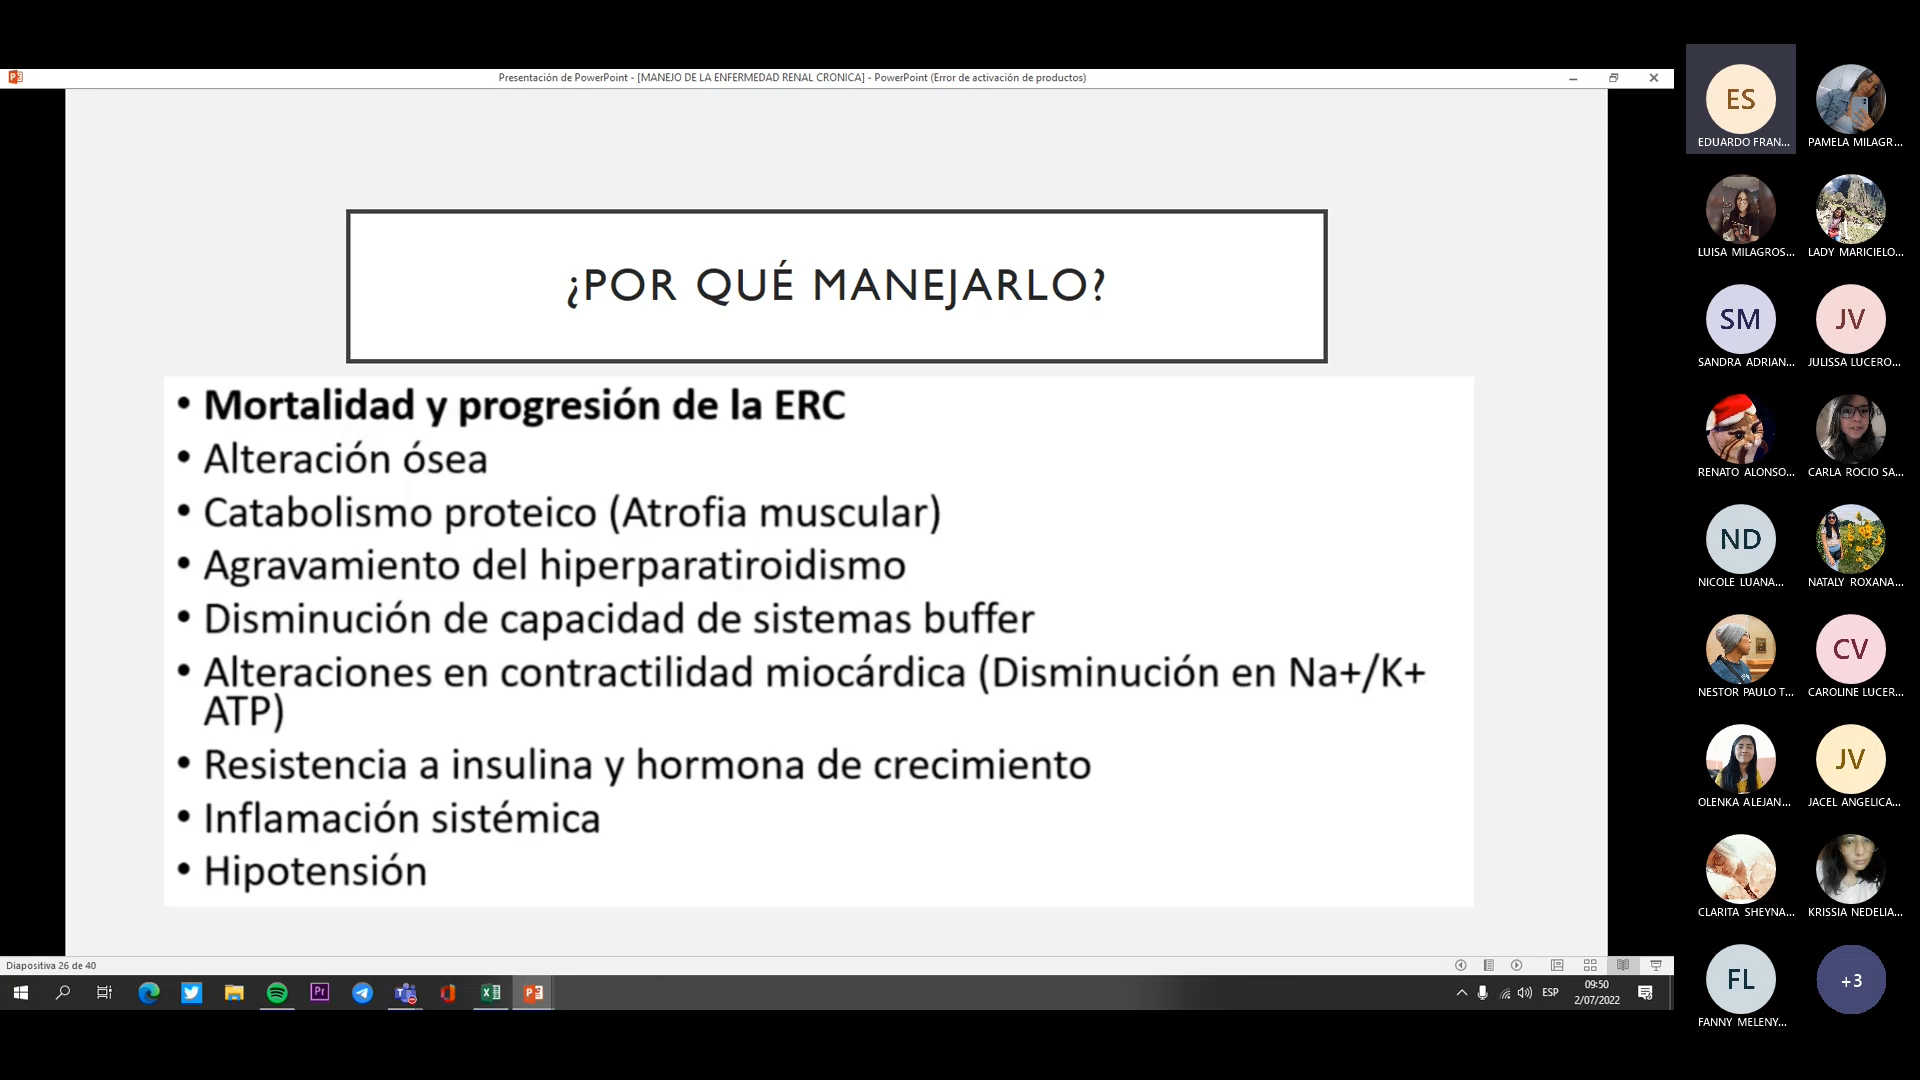 Presentación de PowerPoint - [MANEJO DE LA ENFERMEDAD RENAL CRONICA] - PowerPoint (Error de activación de productos)
¿POR QUÉ MANEJARLO?
• Mortalidad y progresión de la ERC
• Alteración ósea
• Catabolismo proteico (Atrofia muscular)
• Agravamiento del hiperparatiroidismo
• Disminución de capacidad de sistemas buffer
• Alteraciones en contractilidad miocárdica (Disminución en Na+/K+
ATP)
• Resistencia a insulina y hormona de crecimiento
• Inflamación sistémica
• Hipotensión
Diapositiva 26 de 40
Pr
ESP
09:50
2/07/2022
ES
EDUARDO FRAN...
PAMELA MILAGR...
LUISA MILAGROS...
LADY MARICIELO...
SM
SANDRA ADRIAN...
JV
JULISSA LUCERO...
RENATO ALONSO...
CARLA ROCIO SA...
ND
NICOLE LUANA...
NATALY ROXANA...
NESTOR PAULO T...
CV
CAROLINE LUCER...
OLENKA ALEJAN...
JV
JACEL ANGELICA...
CLARITA SHEYNA...
KRISSIA NEDELIA...
FL
FANNY MELENY...
+3